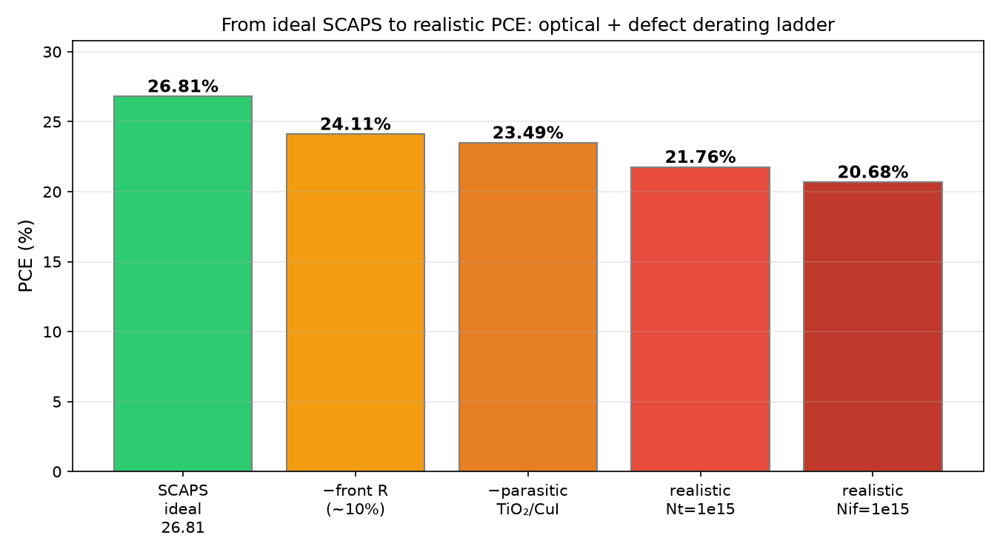 From ideal SCAPS to realistic PCE: optical + defect derating ladder
PCE (%)
30
25
20
15
10
5
0
26.81%
24.11%
23.49%
21.76%
20.68%
SCAPS
ideal
26.81
−front R
(~10%)
−parasitic
TiO₂/CuI
realistic
Nt=1e15
realistic
Nif=1e15